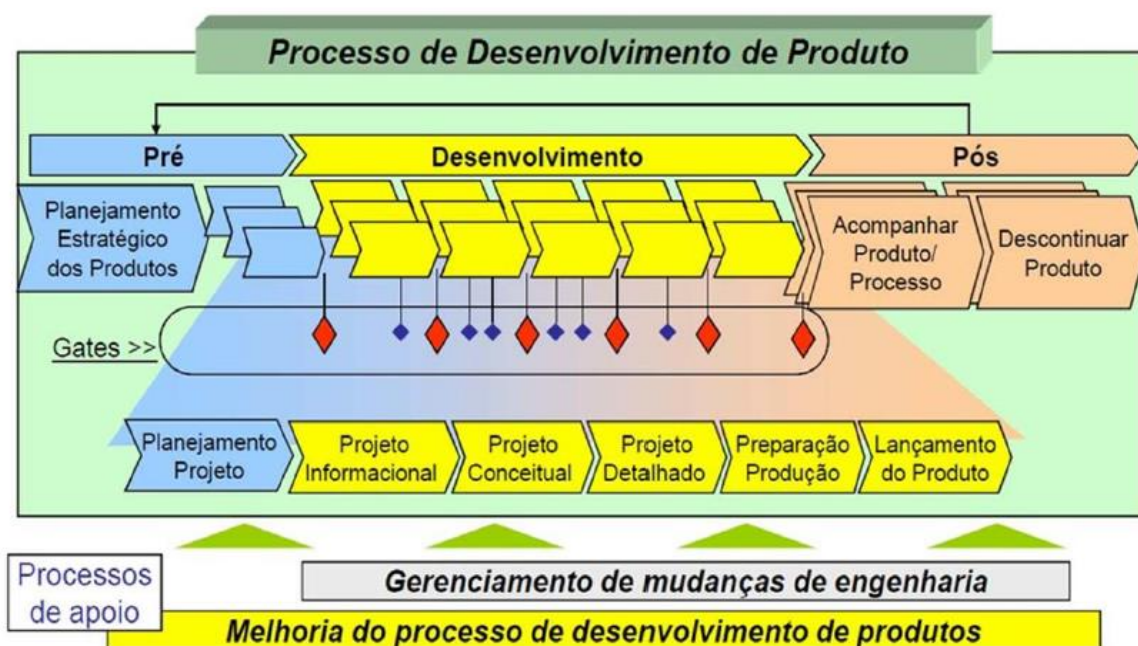 Processo de Desenvolvimento de Produto
Pré
Desenvolvimento
Pós
Planejamento
Estratégico
dos Produtos
Acompanhar
Produto/
Processo
Descontinuar
Produto
Gates >>
Planejamento
Projeto
Projeto
Informacional
Projeto
Conceitual
Projeto
Detalhado
Preparação
Produção
Lançamento
do Produto
Processos
de apoio
Gerenciamento de mudanças de engenharia
Melhoria do processo de desenvolvimento de produtos